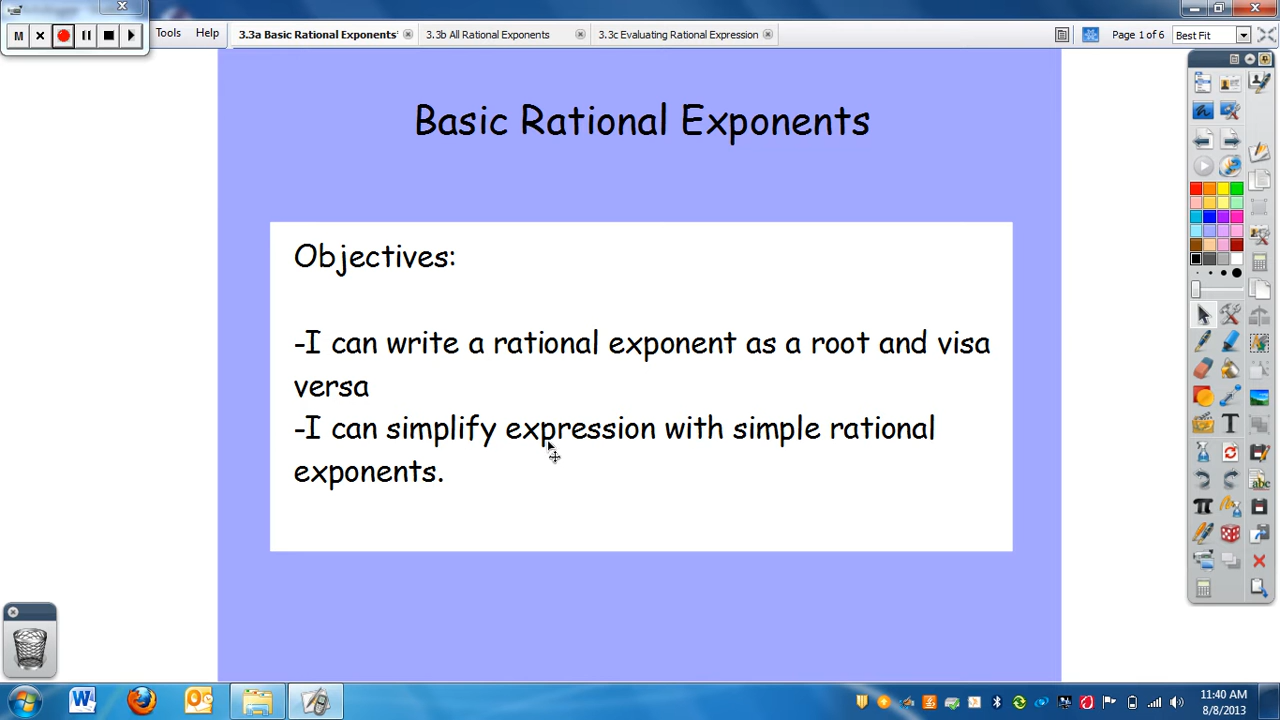 M
Tools Help 3.3a Basic Rational Exponents* 3.3b All Rational Exponents 3.3c Evaluating Rational Expression Page 1 of 6 Best Fit
Basic Rational Exponents
Objectives:
-I can write a rational exponent as a root and visa
versa
-I can simplify expression with simple rational
exponents.
11:40 AM
8/8/2013